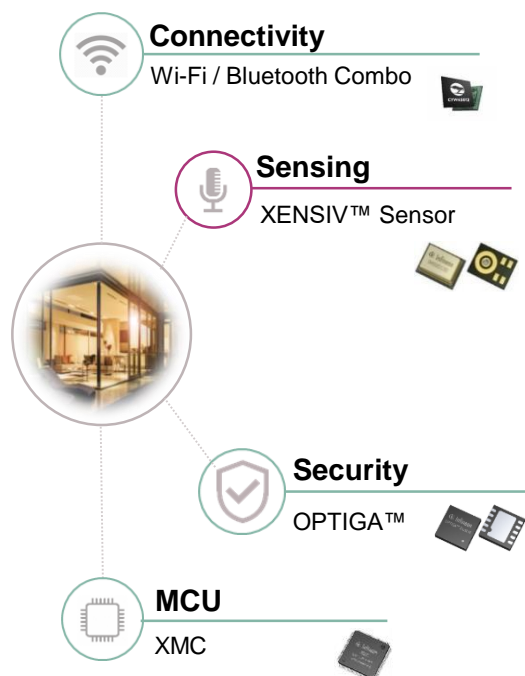 Connectivity
Wi-Fi / Bluetooth Combo
Sensing
XENSIV™ Sensor
Security
OPTIGA™
MCU
XMC